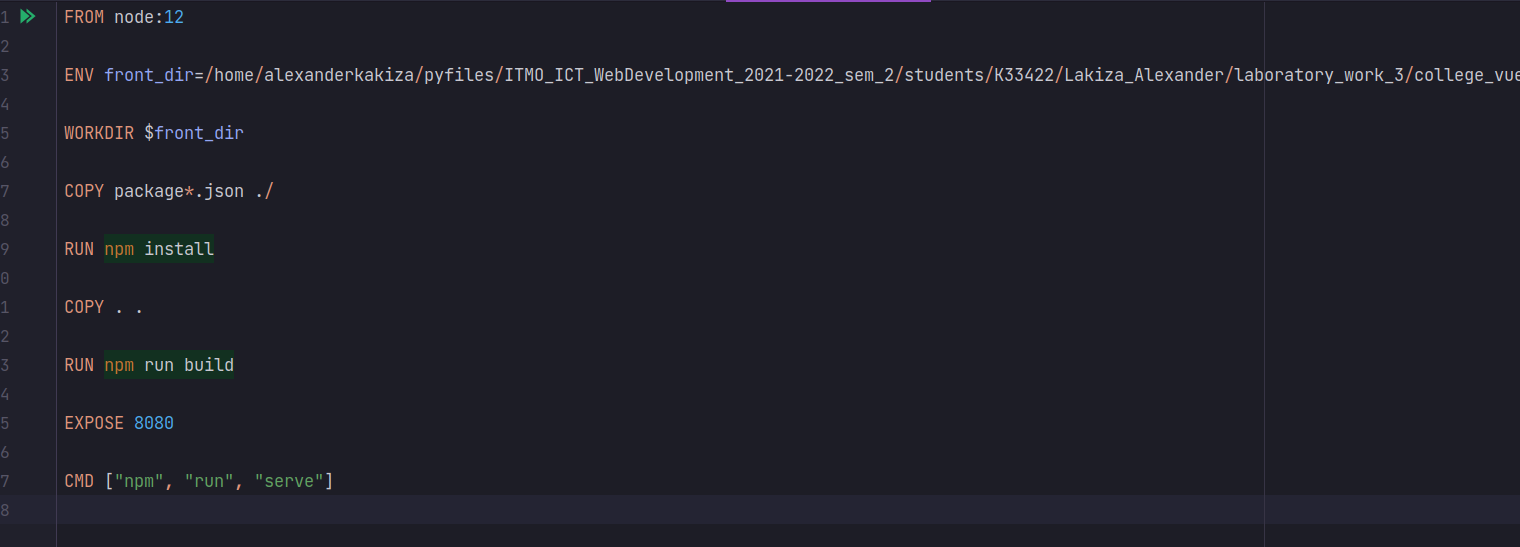 1 FROM node:12
2
3 ENV front_dir=/home/alexanderkakiza/pyfiles/ITMO_ICT_WebDevelopment_2021-2022_sem_2/students/K33422/Lakiza_Alexander/laboratory_work_3/college_vue
4
5 WORKDIR $front_dir
6
7 COPY package*.json ./
8
9 RUN npm install
0
1 COPY . .
2
3 RUN npm run build
4
5 EXPOSE 8080
6
7 CMD ["npm", "run", "serve"]
8